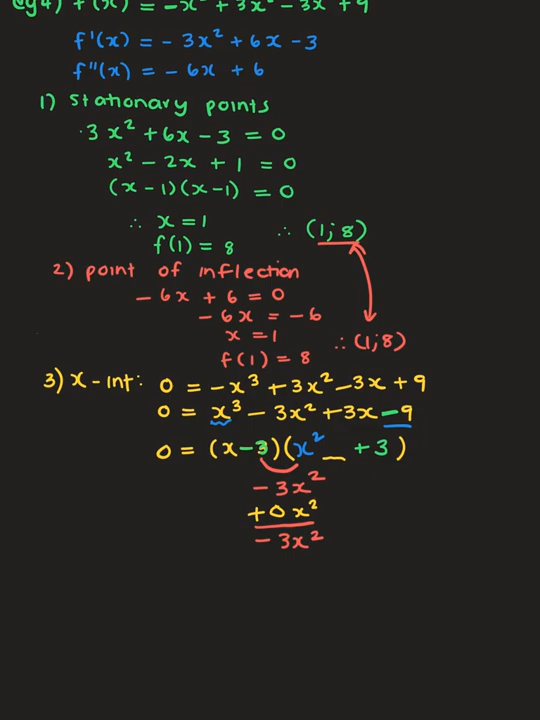 eg4) f(x) = -x³ + 3x² - 3x + 9
f'(x) = - 3x² + 6x - 3
f''(x) = - 6x + 6
1) stationary points
-3x² + 6x - 3 = 0
x² - 2x + 1 = 0
(x - 1)(x - 1) = 0
∴ x = 1
f(1) = 8 ∴ (1; 8)
2) point of inflection
- 6x + 6 = 0
- 6x = - 6
x = 1
f(1) = 8 ∴ (1; 8)
3) x - int: 0 = -x³ + 3x² - 3x + 9
0 = x³ - 3x² + 3x - 9
0 = (x - 3)(x² _ + 3)
- 3x²
+ 0x²
- 3x²